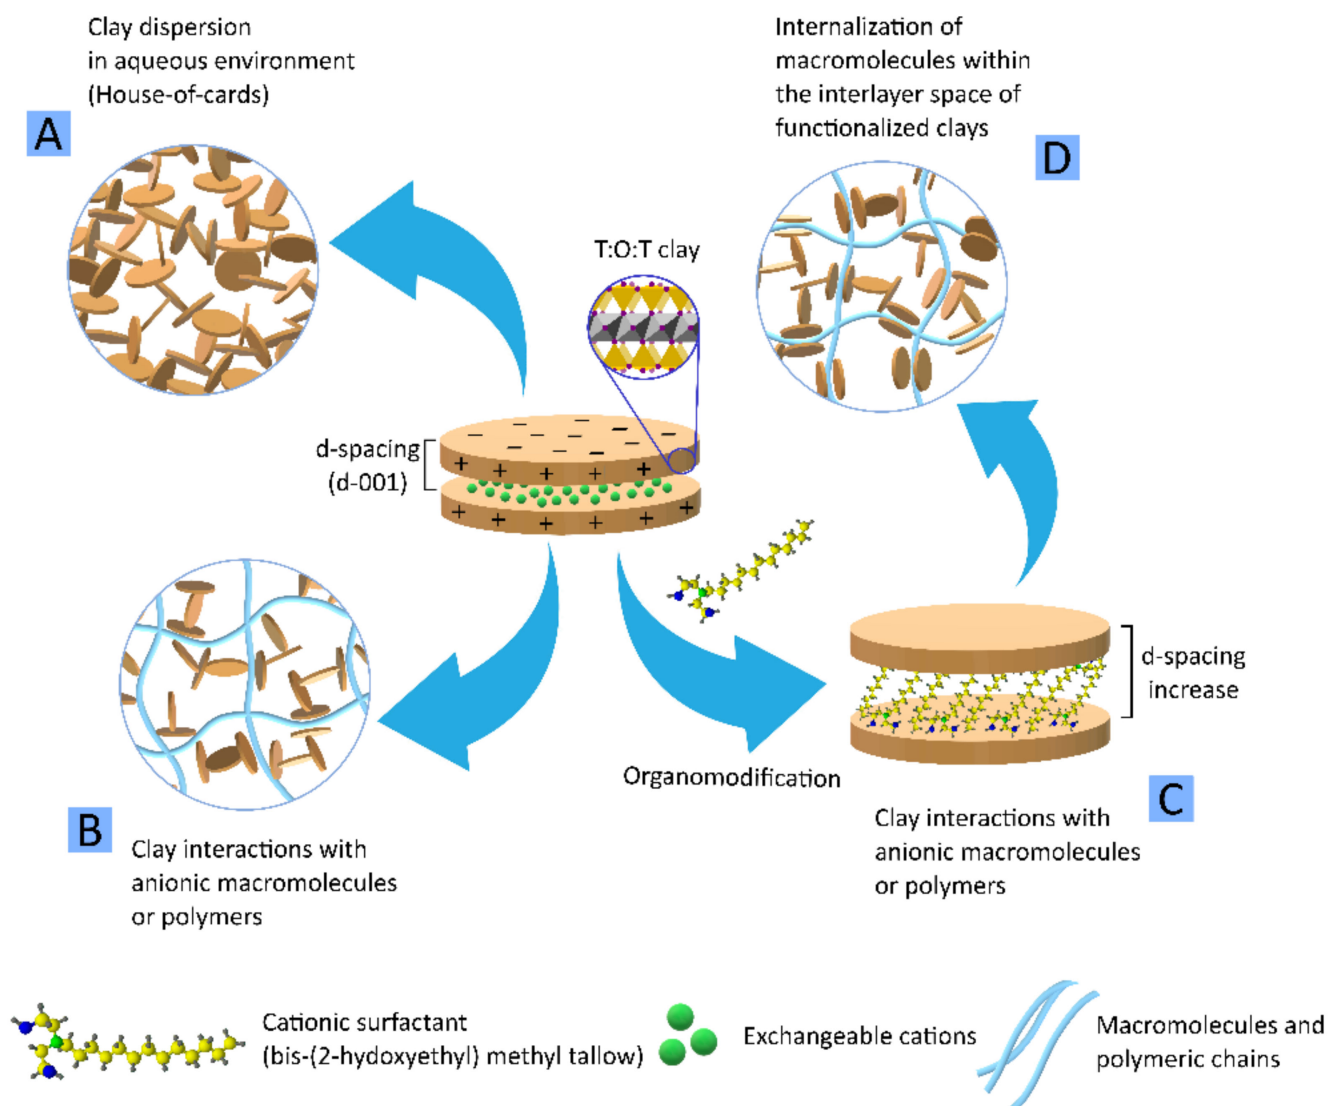 Clay dispersion
in aqueous environment
(House-of-cards)
A
Internalization of
macromolecules within
the interlayer space of
functionalized clays
D
T:O:T clay
d-spacing
(d-001)
− − − − − − − − − −
+ + + + +
+ + + + + +
d-spacing
increase
Organomodification
B
Clay interactions with
anionic macromolecules
or polymers
C
Clay interactions with
anionic macromolecules
or polymers
Cationic surfactant
(bis-(2-hydoxyethyl) methyl tallow)
Exchangeable cations
Macromolecules and
polymeric chains